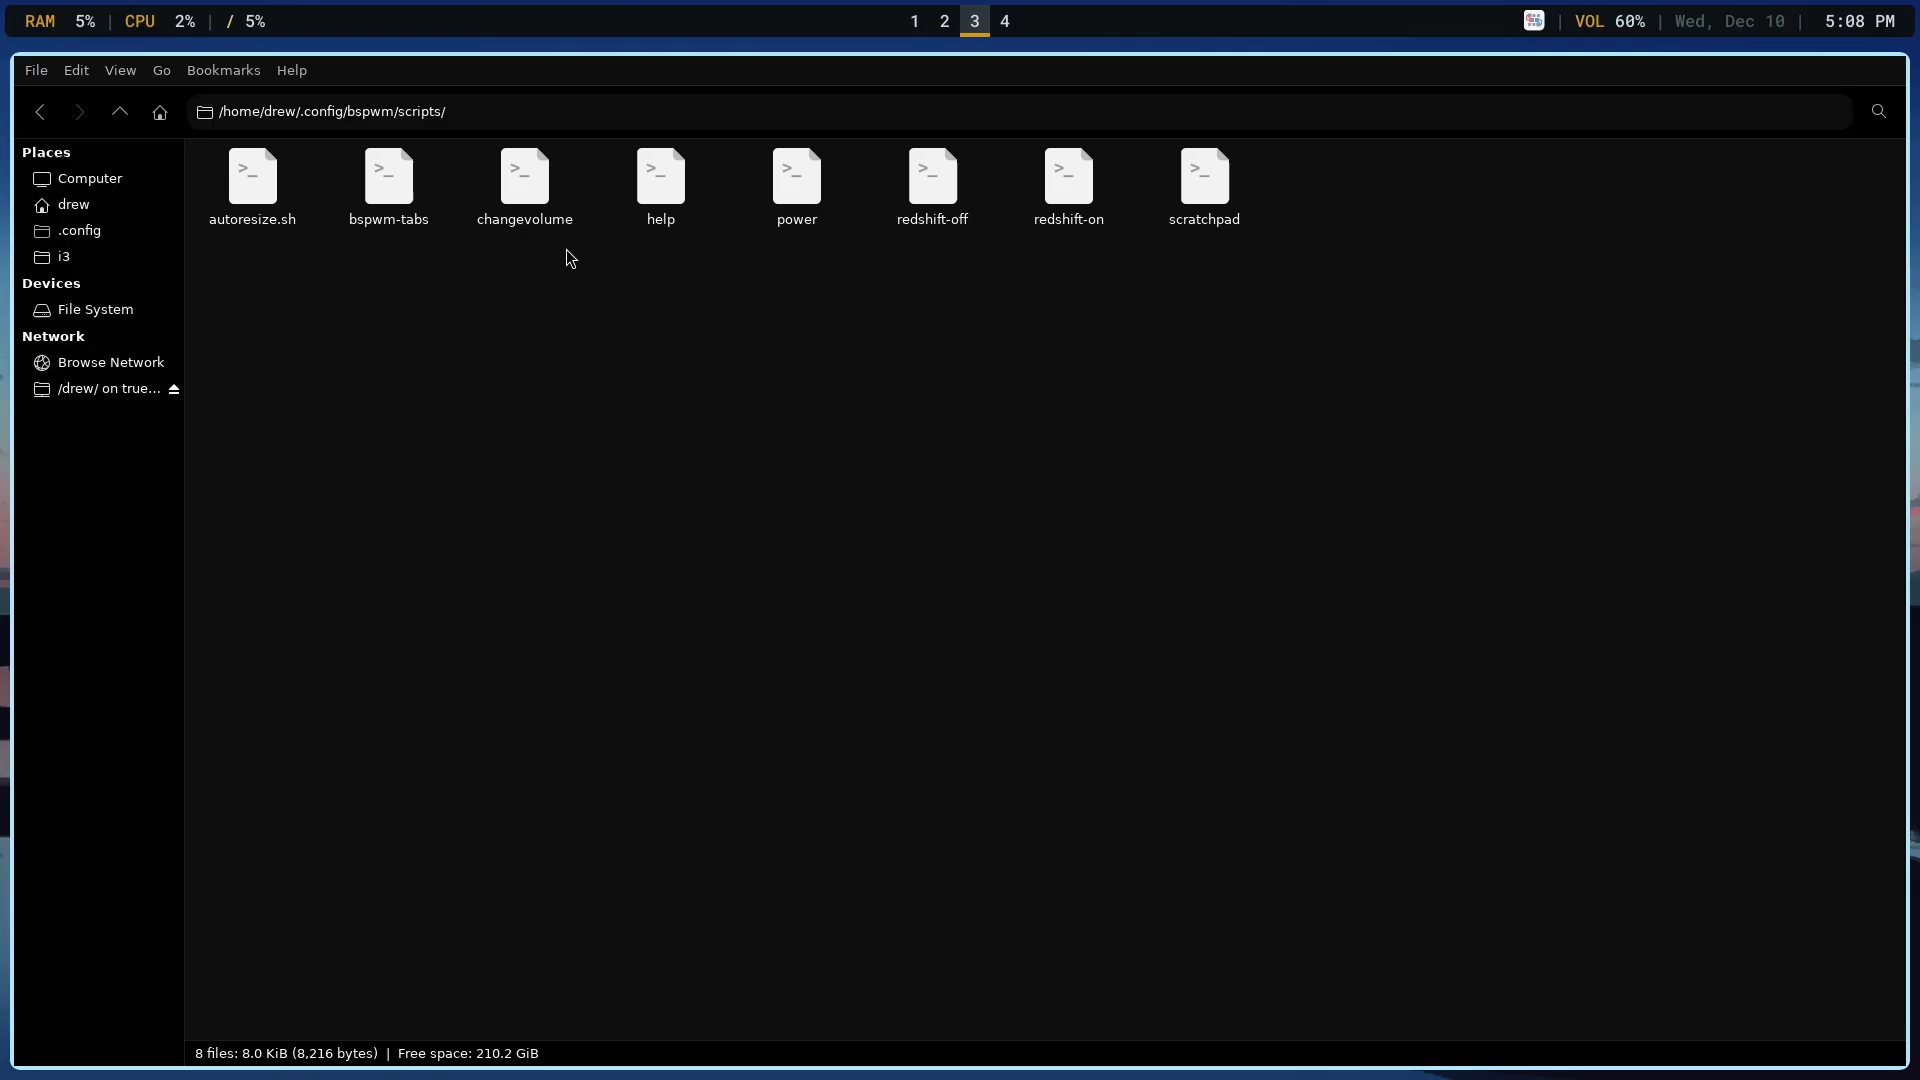 RAM 5% | CPU 2% | / 5%
1 2 3 4
| VOL 60% | Wed, Dec 10 | 5:08 PM
File Edit View Go Bookmarks Help
/home/drew/.config/bspwm/scripts/
Places
Computer
drew
.config
i3
Devices
File System
Network
Browse Network
/drew/ on true...
>_ >_ >_ >_ >_ >_ >_ >_
autoresize.sh bspwm-tabs changevolume help power redshift-off redshift-on scratchpad
8 files: 8.0 KiB (8,216 bytes) | Free space: 210.2 GiB